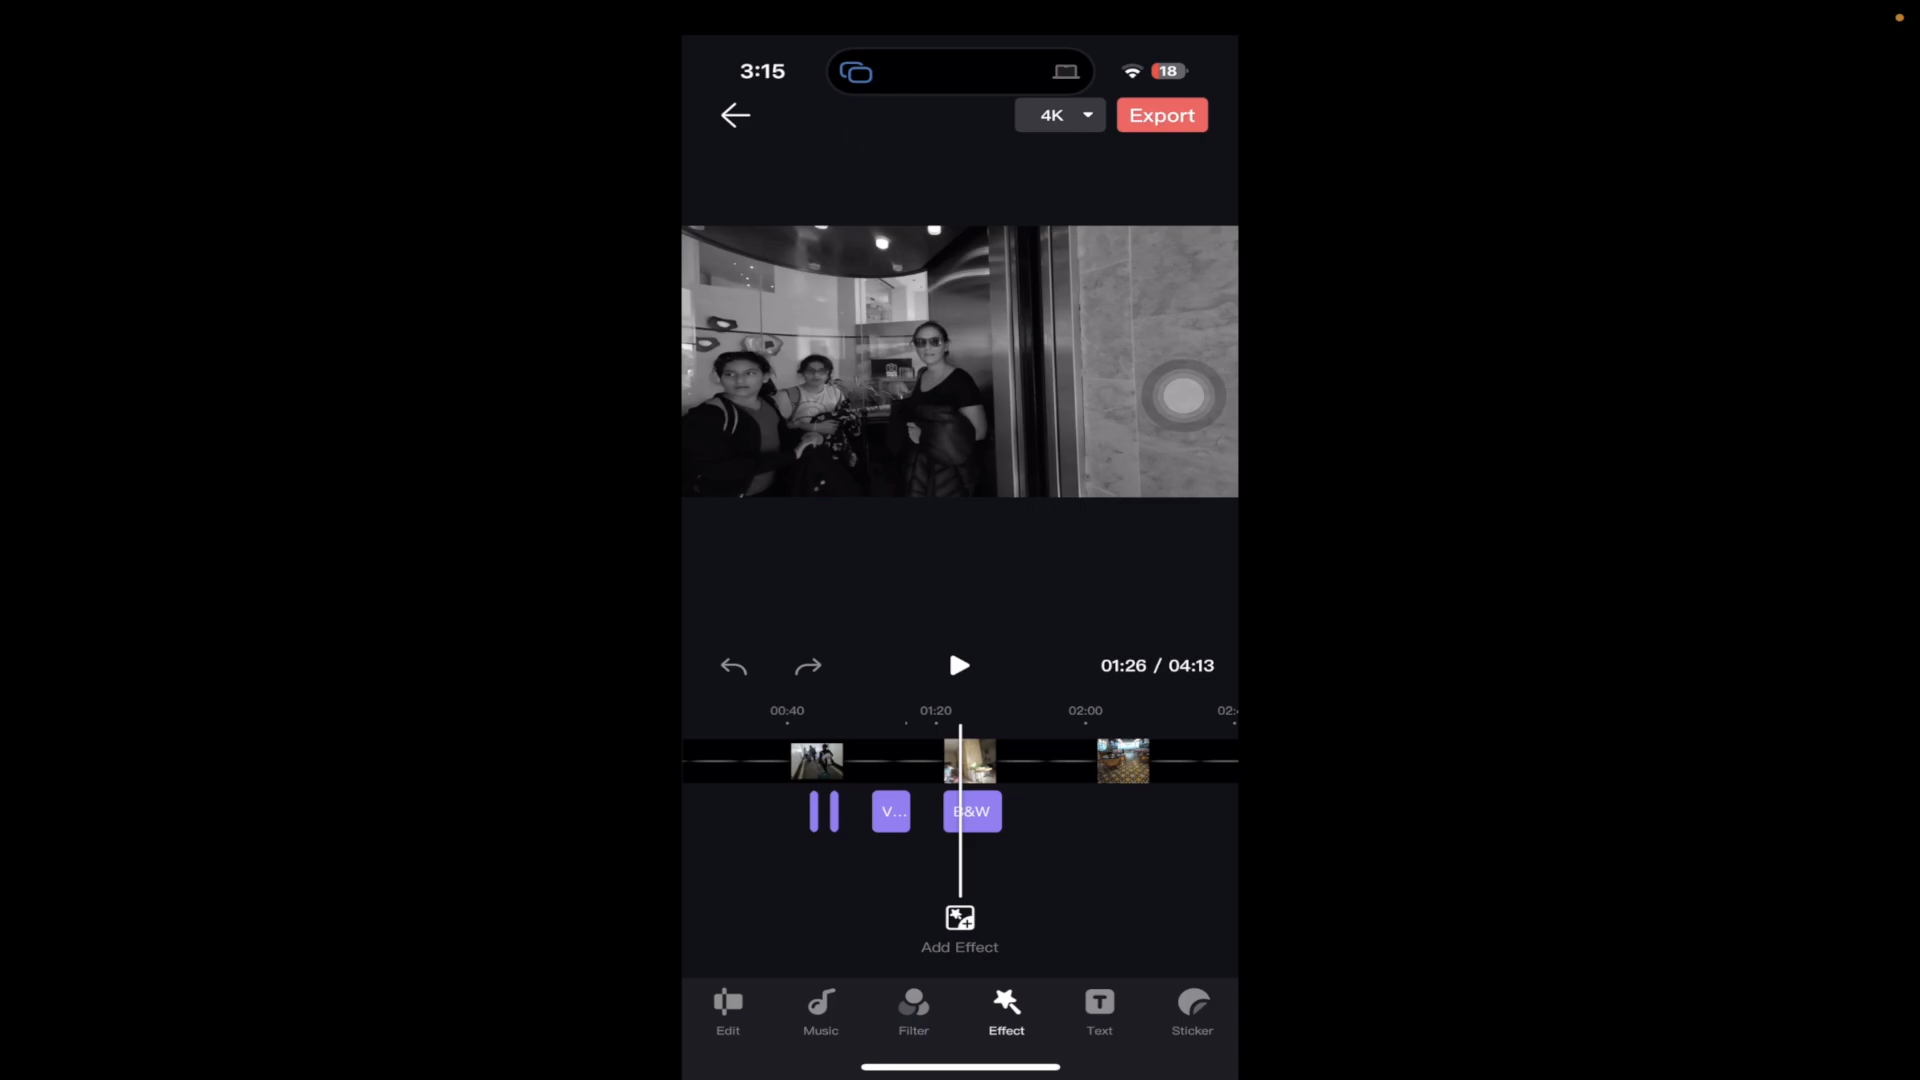 3:15
18
4K
Export
01:26 / 04:13
00:40
01:20
02:00
V...
B&W
Add Effect
Edit
Music
Filter
Effect
Text
Sticker